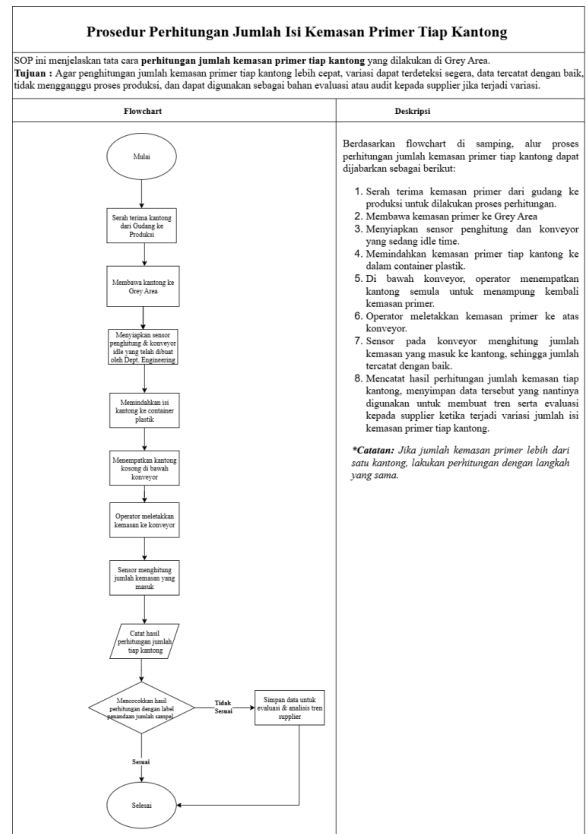 Prosedur Perhitungan Jumlah Isi Kemasan Primer Tiap Kantong
SOP ini menjelaskan tata cara perhitungan jumlah kemasan primer tiap kantong yang dilakukan di Grey Area.
Tujuan : Agar penghitungan jumlah kemasan primer tiap kantong lebih cepat, variasi dapat terdeteksi segera, data tercatat dengan baik,
tidak mengganggu proses produksi, dan dapat digunakan sebagai bahan evaluasi atau audit kepada supplier jika terjadi variasi.
Flowchart
Mulai
Serah terima kantong
dari Gudang ke
Produksi
Membawa kantong ke
Grey Area
Menyiapkan sensor
penghitung & konveyor
idle yang telah dibuat
oleh Dept. Engineering
Memindahkan isi
kantong ke container
plastik
Menempatkan kantong
kosong di bawah
konveyor
Operator meletakkan
kemasan ke konveyor
Sensor menghitung
jumlah kemasan yang
masuk
Catat hasil
perhitungan jumlah
tiap kantong
Mencocokkan hasil
perhitungan dengan label
penandaan jumlah sampel
Tidak
Sesuai
Simpan data untuk
evaluasi & analisis tren
supplier
Sesuai
Selesai
Deskripsi
Berdasarkan flowchart di samping, alur proses
perhitungan jumlah kemasan primer tiap kantong dapat
dijabarkan sebagai berikut:
1. Serah terima kemasan primer dari gudang ke
produksi untuk dilakukan proses perhitungan.
2. Membawa kemasan primer ke Grey Area
3. Menyiapkan sensor penghitung dan konveyor
yang sedang idle time.
4. Memindahkan kemasan primer tiap kantong ke
dalam container plastik.
5. Di bawah konveyor, operator menempatkan
kantong semula untuk menampung kembali
kemasan primer.
6. Operator meletakkan kemasan primer ke atas
konveyor.
7. Sensor pada konveyor menghitung jumlah
kemasan yang masuk ke kantong, sehingga jumlah
tercatat dengan baik.
8. Mencatat hasil perhitungan jumlah kemasan tiap
kantong, menyimpan data tersebut yang nantinya
digunakan untuk membuat tren serta evaluasi
kepada supplier ketika terjadi variasi jumlah isi
kemasan primer tiap kantong.
*Catatan: Jika jumlah kemasan primer lebih dari
satu kantong, lakukan perhitungan dengan langkah
yang sama.